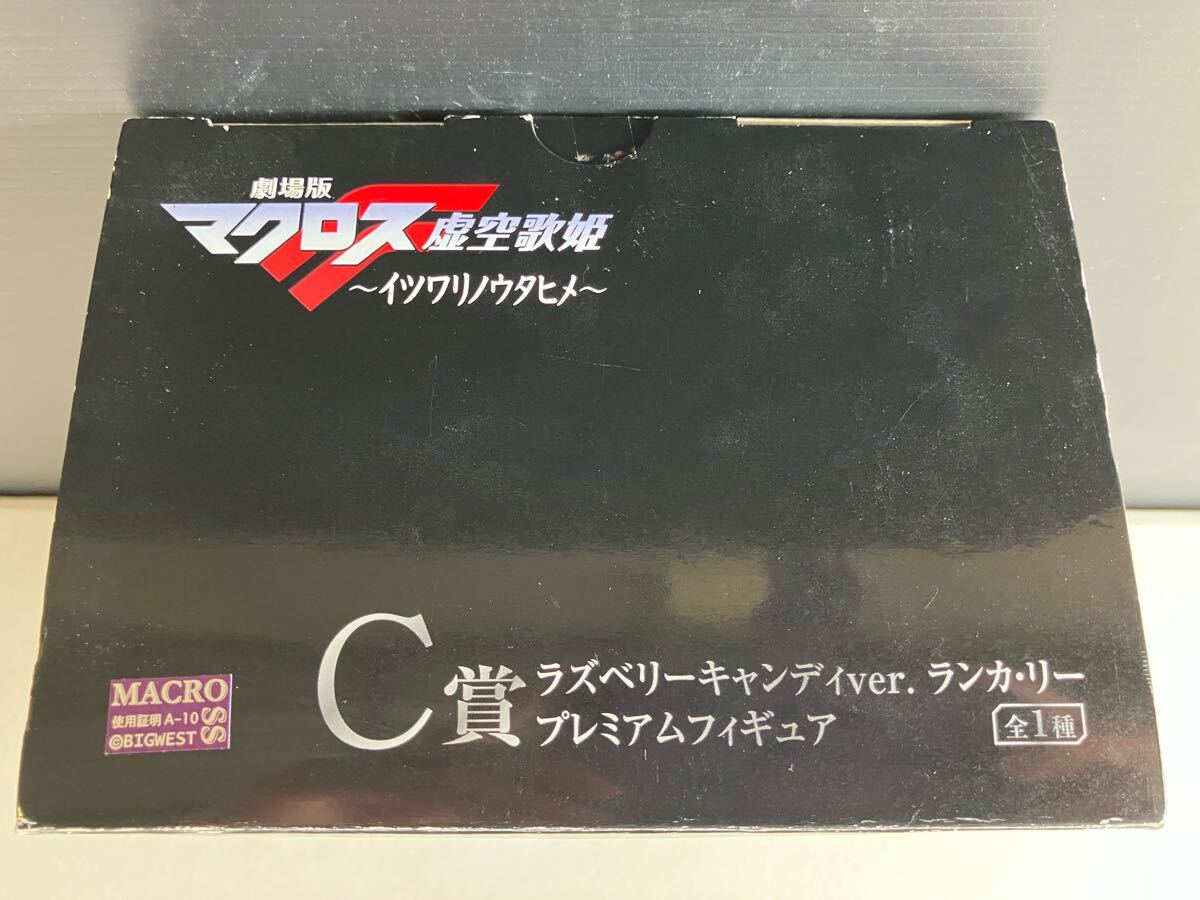 劇場版
マクロスF 虚空歌姫
～イツワリノウタヒメ～
C賞
ラズベリーキャンディver. ランカ・リー
プレミアムフィギュア
全1種
MACROSS
使用証明 A-10
©BIGWEST